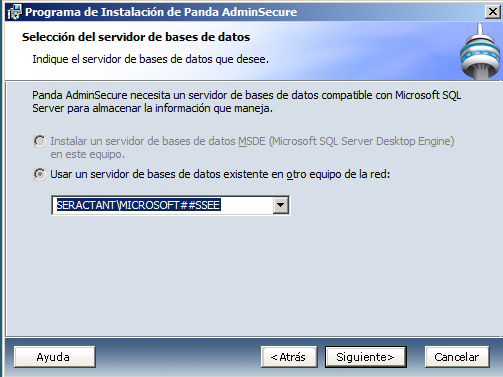 Programa de Instalación de Panda AdminSecure
Selección del servidor de bases de datos
Indique el servidor de bases de datos que desee.
Panda AdminSecure necesita un servidor de bases de datos compatible con Microsoft SQL
Server para almacenar la información que maneja.
Instalar un servidor de bases de datos MSDE (Microsoft SQL Server Desktop Engine)
en este equipo.
Usar un servidor de bases de datos existente en otro equipo de la red:
SERACTANT\MICROSOFT##SSEE
Ayuda
<Atrás
Siguiente>
Cancelar